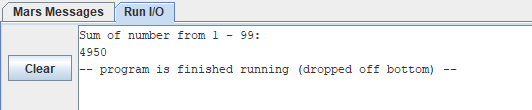 Mars Messages Run I/O
Sum of number from 1 - 99:
4950
Clear
-- program is finished running (dropped off bottom) --